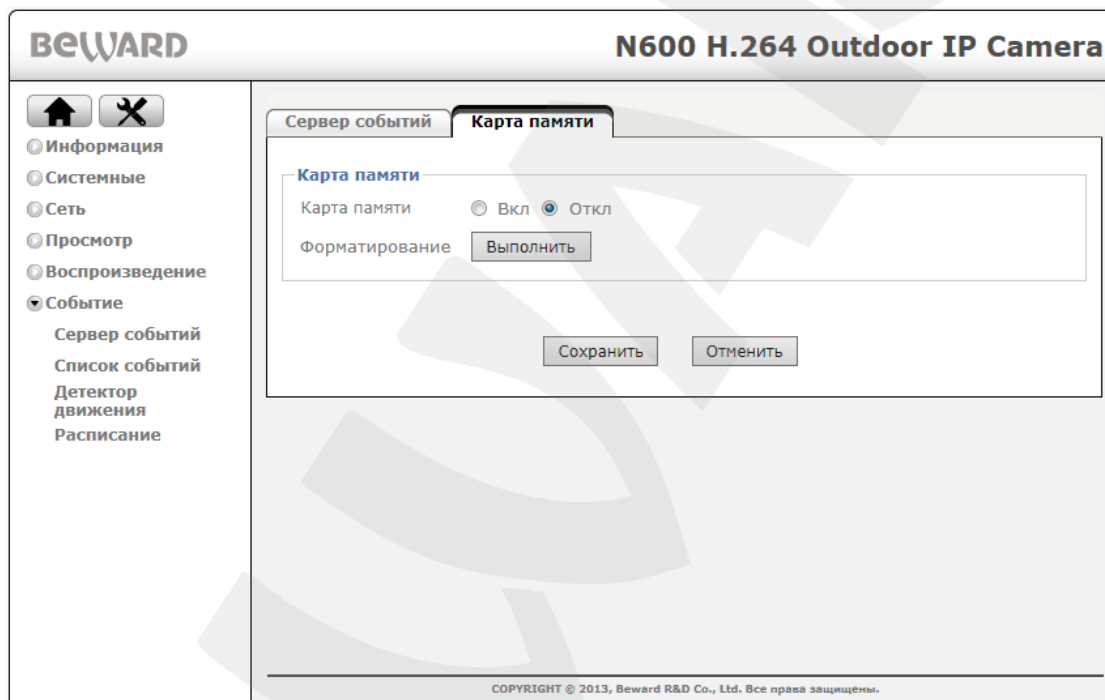 BEWARD
N600 H.264 Outdoor IP Camera
Информация
Системные
Сеть
Просмотр
Воспроизведение
Событие
Сервер событий
Список событий
Детектор
движения
Расписание
Сервер событий Карта памяти
Карта памяти
Карта памяти Вкл Откл
Форматирование Выполнить
Сохранить Отменить
COPYRIGHT © 2013, Beward R&D Co., Ltd. Все права защищены.